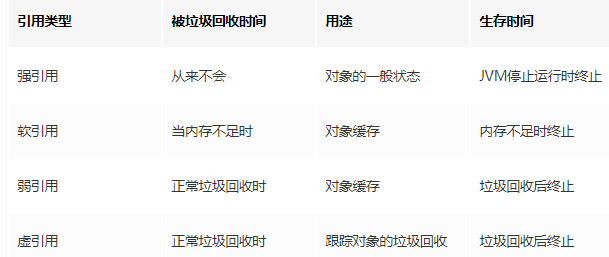 引用类型 被垃圾回收时间 用途 生存时间
强引用 从来不会 对象的一般状态 JVM停止运行时终止
软引用 当内存不足时 对象缓存 内存不足时终止
弱引用 正常垃圾回收时 对象缓存 垃圾回收后终止
虚引用 正常垃圾回收时 跟踪对象的垃圾回收 垃圾回收后终止